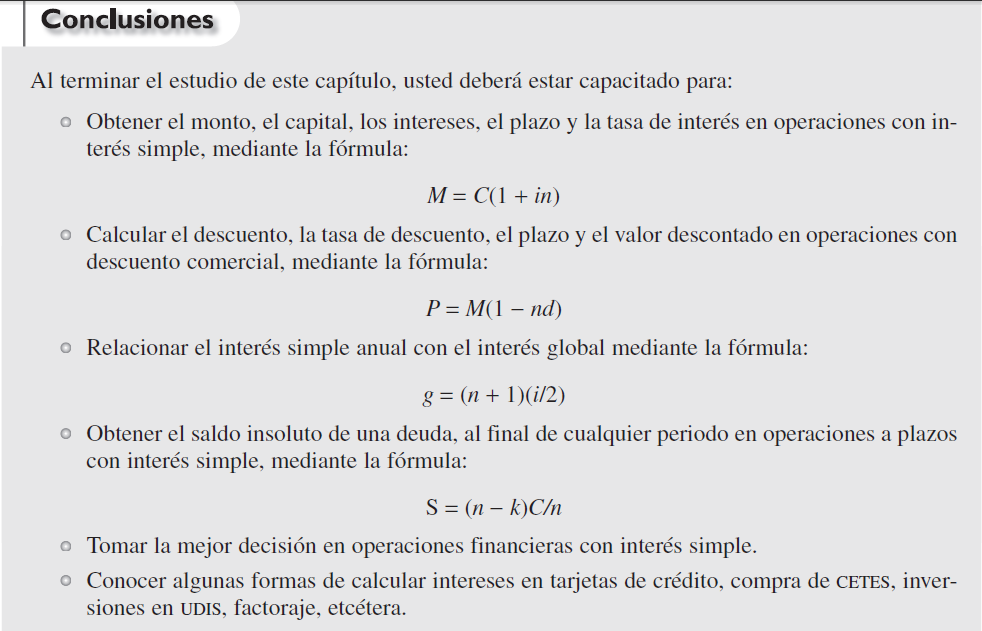 Conclusiones
Al terminar el estudio de este capítulo, usted deberá estar capacitado para:
Obtener el monto, el capital, los intereses, el plazo y la tasa de interés en operaciones con in-
terés simple, mediante la fórmula:
M = C(1 + in)
Calcular el descuento, la tasa de descuento, el plazo y el valor descontado en operaciones con
descuento comercial, mediante la fórmula:
P = M(1 − nd)
Relacionar el interés simple anual con el interés global mediante la fórmula:
g = (n + 1)(i/2)
Obtener el saldo insoluto de una deuda, al final de cualquier periodo en operaciones a plazos
con interés simple, mediante la fórmula:
S = (n − k)C/n
Tomar la mejor decisión en operaciones financieras con interés simple.
Conocer algunas formas de calcular intereses en tarjetas de crédito, compra de CETES, inver-
siones en UDIS, factoraje, etcétera.